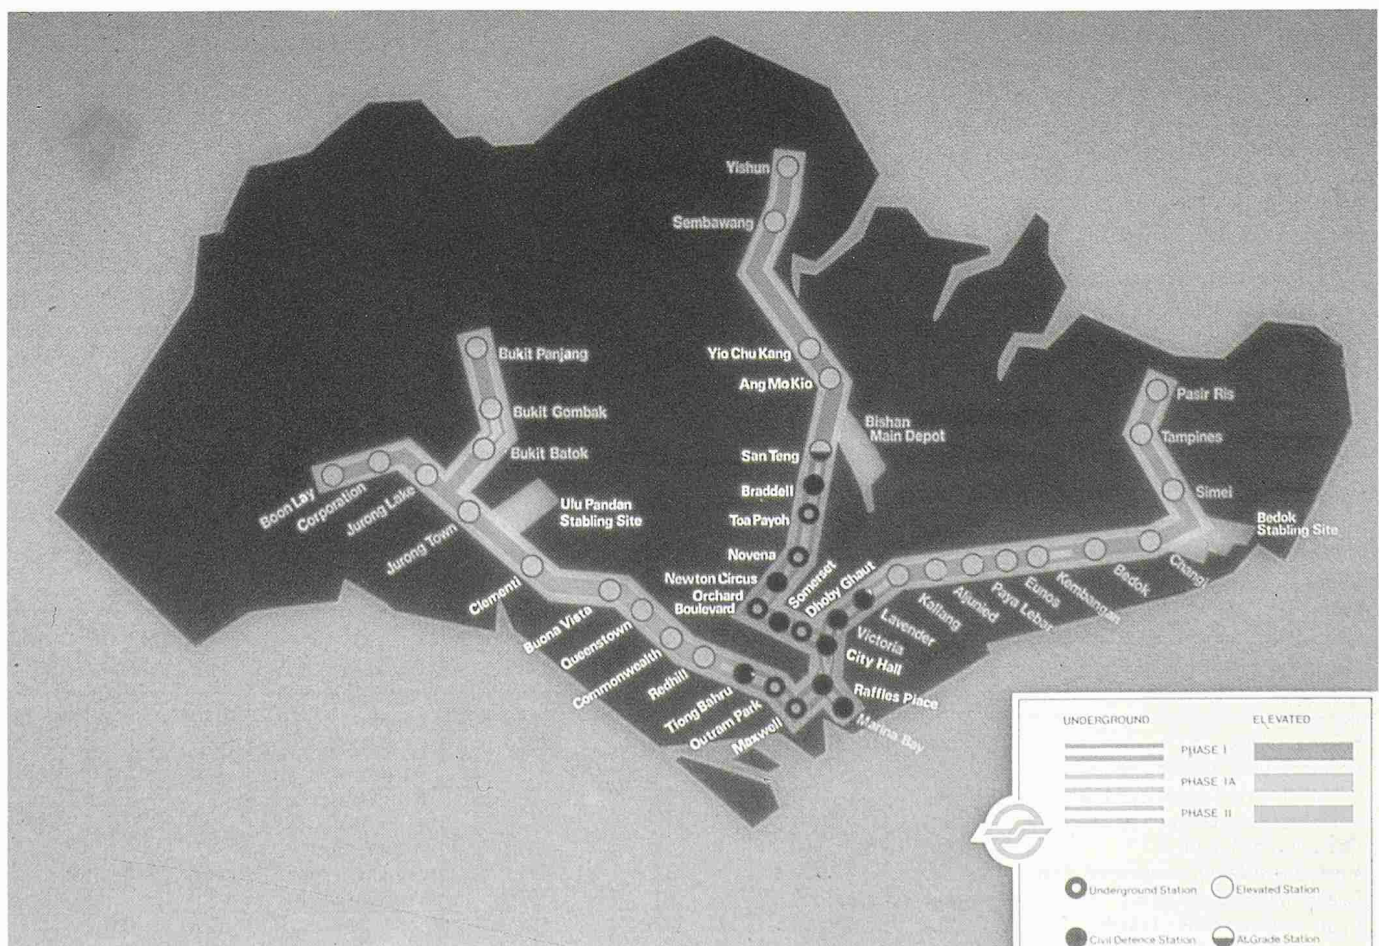 Yishun
Sembawang
Bukit Panjang
Yio Chu Kang
Ang Mo Kio
Bukit Gombak
Bukit Batok
Pasir Ris
Tampines
Bishan
Main Depot
San Teng
Braddell
Toa Payoh
Simei
Boon Lay
Corporation
Jurong Lake
Jurong Town
Ulu Pandan
Stabling Site
Bedok
Stabling Site
Novena
Newton Circus
Orchard
Boulevard
Somerset
Dhoby Ghaut
Clementi
Buona Vista
Queenstown
Commonwealth
Redhill
Tiong Bahru
Outram Park
Maxwell
Lavender
Victoria
City Hall
Raffles Place
Marina Bay
Kallang
Aljunied
Paya Lebar
Eunos
Kembangan
Bedok
Changi
UNDERGROUND ELEVATED
PHASE I
PHASE IA
PHASE II
Underground Station Elevated Station
Civil Defence Station At Grade Station